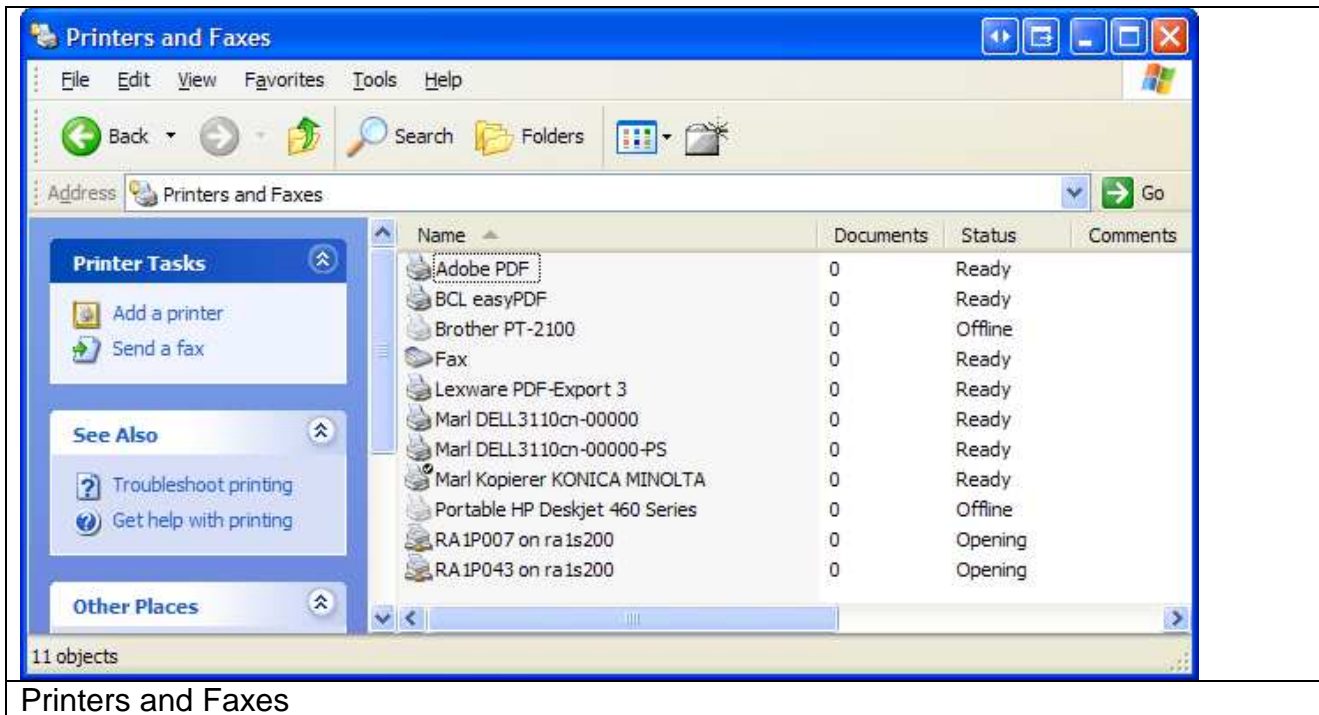 Printers and Faxes
File Edit View Favorites Tools Help
Back Search Folders
Address Printers and Faxes Go
Printer Tasks
Add a printer
Send a fax
See Also
Troubleshoot printing
Get help with printing
Other Places
Name Documents Status Comments
Adobe PDF 0 Ready
BCL easyPDF 0 Ready
Brother PT-2100 0 Offline
Fax 0 Ready
Lexware PDF-Export 3 0 Ready
Marl DELL3110cn-00000 0 Ready
Marl DELL3110cn-00000-PS 0 Ready
Marl Kopierer KONICA MINOLTA 0 Ready
Portable HP Deskjet 460 Series 0 Offline
RA1P007 on ra1s200 0 Opening
RA1P043 on ra1s200 0 Opening
11 objects
Printers and Faxes